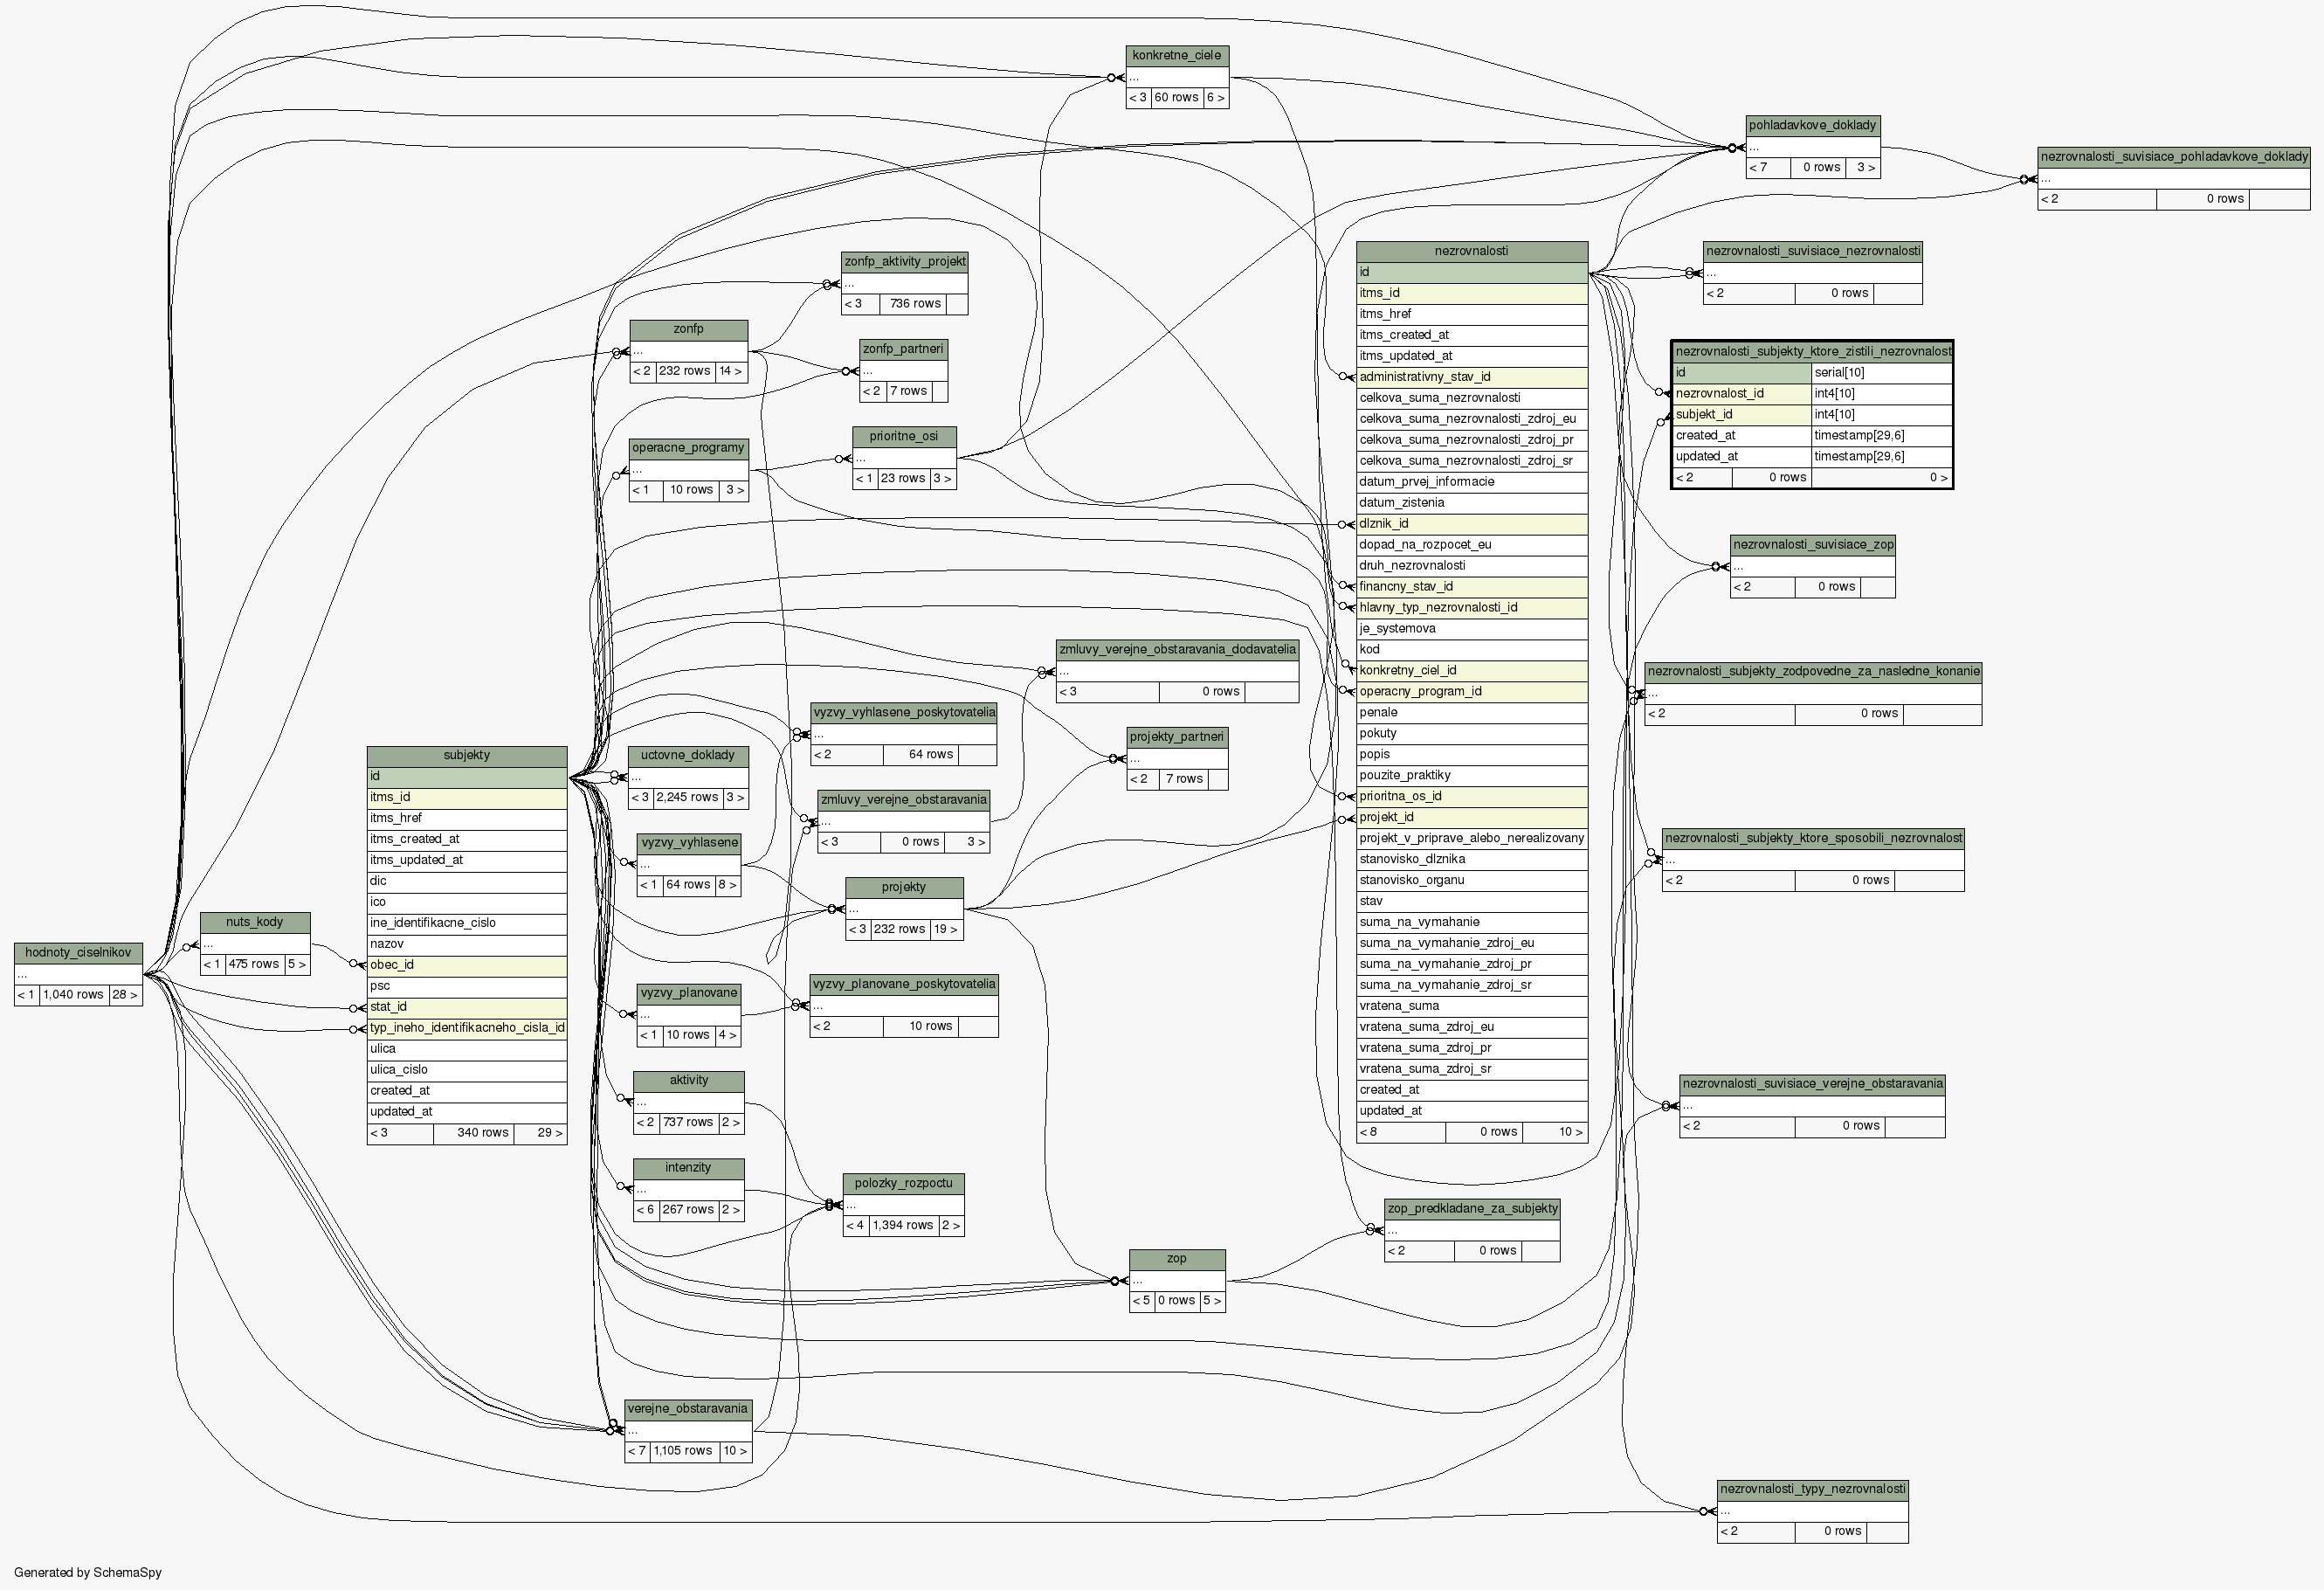 konkretne_ciele
...
< 3 60 rows 6 >
pohladavkove_doklady
...
< 7 0 rows 3 >
nezrovnalosti_suvisiace_pohladavkove_doklady
...
< 2 0 rows
zonfp_aktivity_projekt
...
< 3 736 rows
zonfp
...
< 2 232 rows 14 >
zonfp_partneri
...
< 2 7 rows
operacne_programy
...
< 1 10 rows 3 >
prioritne_osi
...
< 1 23 rows 3 >
nezrovnalosti
id
itms_id
itms_href
itms_created_at
itms_updated_at
administrativny_stav_id
celkova_suma_nezrovnalosti
celkova_suma_nezrovnalosti_zdroj_eu
celkova_suma_nezrovnalosti_zdroj_pr
celkova_suma_nezrovnalosti_zdroj_sr
datum_prvej_informacie
datum_zistenia
dlznik_id
dopad_na_rozpocet_eu
druh_nezrovnalosti
financny_stav_id
hlavny_typ_nezrovnalosti_id
je_systemova
kod
konkretny_ciel_id
operacny_program_id
penale
pokuty
popis
pouzite_praktiky
prioritna_os_id
projekt_id
projekt_v_priprave_alebo_nerealizovany
stanovisko_dlznika
stanovisko_organu
stav
suma_na_vymahanie
suma_na_vymahanie_zdroj_eu
suma_na_vymahanie_zdroj_pr
suma_na_vymahanie_zdroj_sr
vratena_suma
vratena_suma_zdroj_eu
vratena_suma_zdroj_pr
vratena_suma_zdroj_sr
created_at
updated_at
< 8 0 rows 10 >
nezrovnalosti_suvisiace_nezrovnalosti
...
< 2 0 rows
nezrovnalosti_subjekty_ktore_zistili_nezrovnalost
id serial[10]
nezrovnalost_id int4[10]
subjekt_id int4[10]
created_at timestamp[29,6]
updated_at timestamp[29,6]
< 2 0 rows 0 >
nezrovnalosti_suvisiace_zop
...
< 2 0 rows
nezrovnalosti_subjekty_zodpovedne_za_nasledne_konanie
...
< 2 0 rows
nezrovnalosti_subjekty_ktore_sposobili_nezrovnalost
...
< 2 0 rows
nezrovnalosti_suvisiace_verejne_obstaravania
...
< 2 0 rows
nezrovnalosti_typy_nezrovnalosti
...
< 2 0 rows
zmluvy_verejne_obstaravania_dodavatelia
...
< 3 0 rows
vyzvy_vyhlasene_poskytovatelia
...
< 2 64 rows
projekty_partneri
...
< 2 7 rows
uctovne_doklady
...
< 3 2,245 rows 3 >
zmluvy_verejne_obstaravania
...
< 3 0 rows 3 >
vyzvy_vyhlasene
...
< 1 64 rows 8 >
projekty
...
< 3 232 rows 19 >
vyzvy_planovane
...
< 1 10 rows 4 >
vyzvy_planovane_poskytovatelia
...
< 2 10 rows
aktivity
...
< 2 737 rows 2 >
intenzity
...
< 6 267 rows 2 >
polozky_rozpoctu
...
< 4 1,394 rows 2 >
zop_predkladane_za_subjekty
...
< 2 0 rows
zop
...
< 5 0 rows 5 >
verejne_obstaravania
...
< 7 1,105 rows 10 >
subjekty
id
itms_id
itms_href
itms_created_at
itms_updated_at
dic
ico
ine_identifikacne_cislo
nazov
obec_id
psc
stat_id
typ_ineho_identifikacneho_cisla_id
ulica
ulica_cislo
created_at
updated_at
< 3 340 rows 29 >
nuts_kody
...
< 1 475 rows 5 >
hodnoty_ciselnikov
...
< 1 1,040 rows 28 >
Generated by SchemaSpy